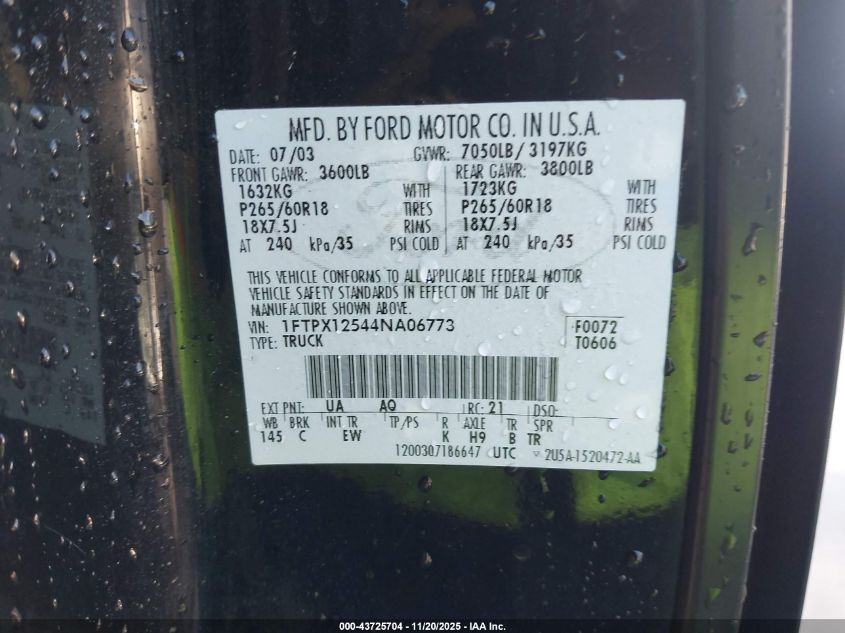 MFD. BY FORD MOTOR CO. IN U.S.A.
DATE: 07/03 GVWR: 7050LB/ 3197KG
FRONT GAWR: 3600LB REAR GAWR: 3800LB
1632KG WITH 1723KG WITH
P265/60R18 TIRES P265/60R18 TIRES
18X7.5J RIMS 18X7.5J RIMS
AT 240 kPa/35 PSI COLD AT 240 kPa/35 PSI COLD
THIS VEHICLE CONFORMS TO ALL APPLICABLE FEDERAL MOTOR
VEHICLE SAFETY STANDARDS IN EFFECT ON THE DATE OF
MANUFACTURE SHOWN ABOVE.
VIN: 1FTPX12544NA06773 F0072
TYPE: TRUCK T0606
EXT PNT: UA AQ RC: 21 DSO:
WB BRK INT TR TP/PS R AXLE TR SPR
145 C EW K H9 B TR
1200307186647 UTC 2U5A-1520472-AA
000-43725704 - 11/20/2025 - IAA Inc.